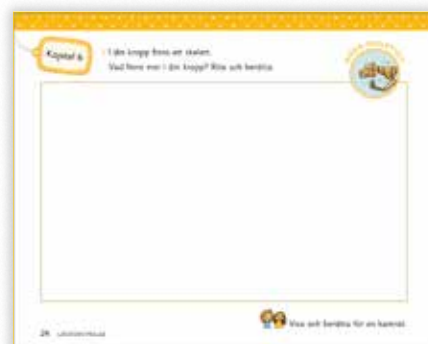 Kapitel 6
I din kropp finns ett skelett.
Vad finns mer i din kropp? Rita och berätta.
Visa och berätta för en kamrat.
24